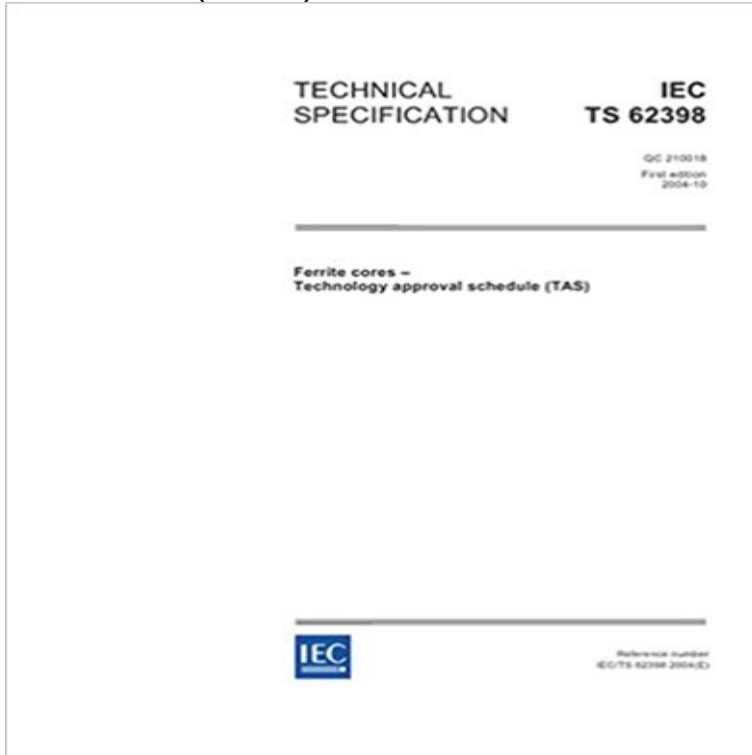 TECHNICAL
SPECIFICATION
IEC
TS 62398
QC 210018
First edition
2004-10
Ferrite cores –
Technology approval schedule (TAS)
IEC
Reference number
IEC/TS 62398:2004(E)